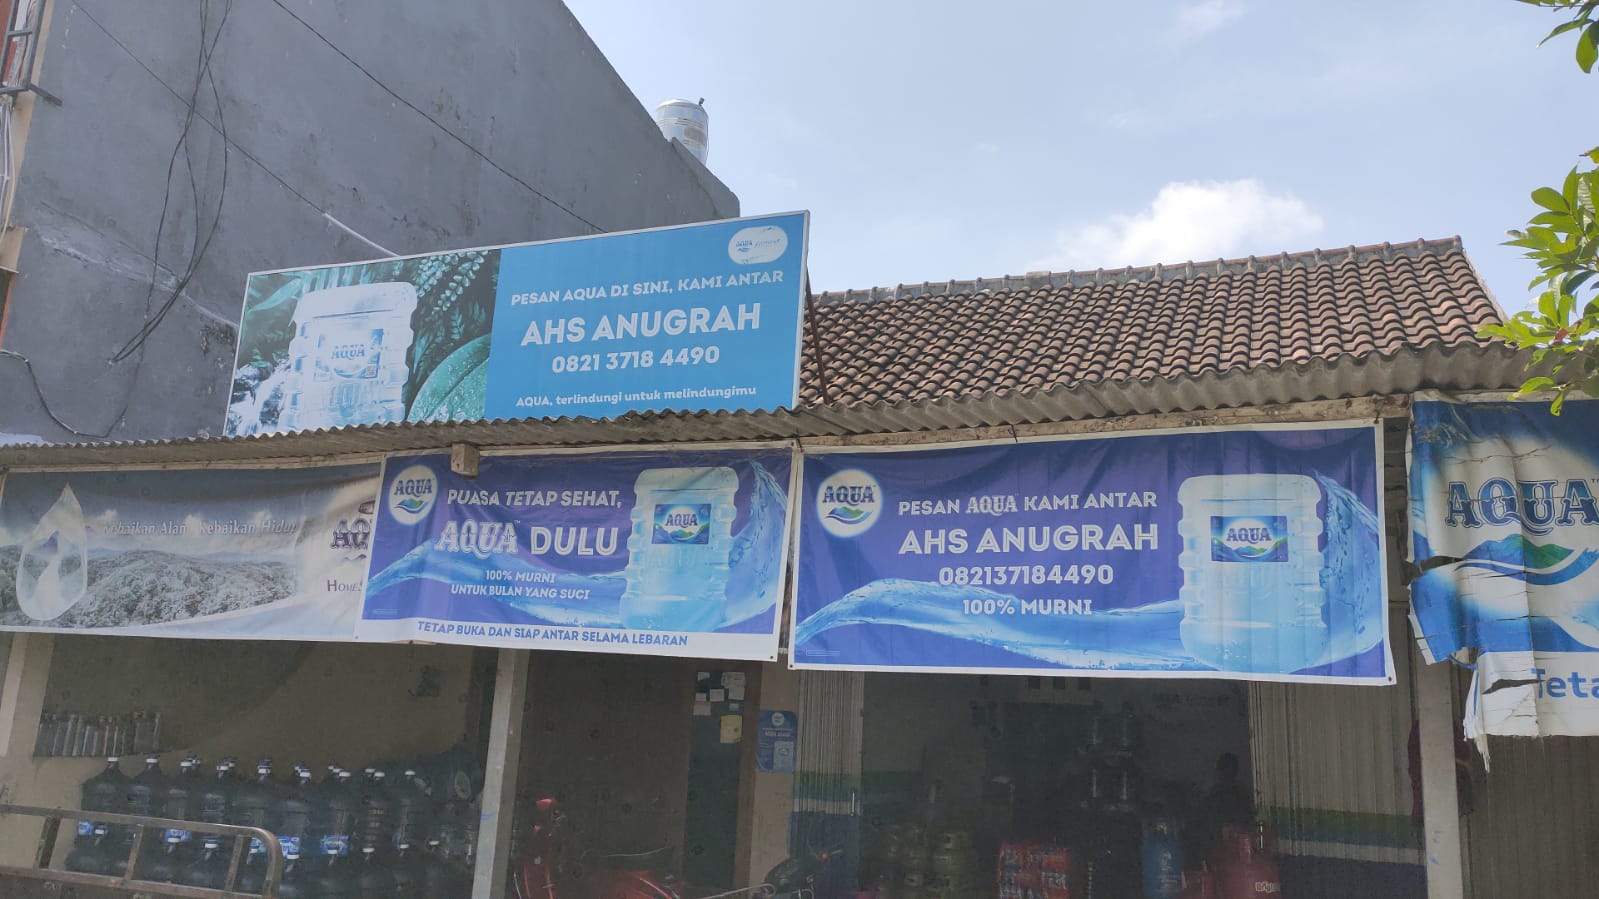 AQUA
PESAN AQUA DI SINI, KAMI ANTAR
AHS ANUGRAH
0821 3718 4490
AQUA, terlindungi untuk melindungimu
AQUA
Kebaikan Alam, Kebaikan Hidup
AQUA
PUASA TETAP SEHAT,
AQUA DULU
100% MURNI
UNTUK BULAN YANG SUCI
TETAP BUKA DAN SIAP ANTAR SELAMA LEBARAN
AQUA
AQUA
PESAN AQUA KAMI ANTAR
AHS ANUGRAH
082137184490
100% MURNI
AQUA
AQUA